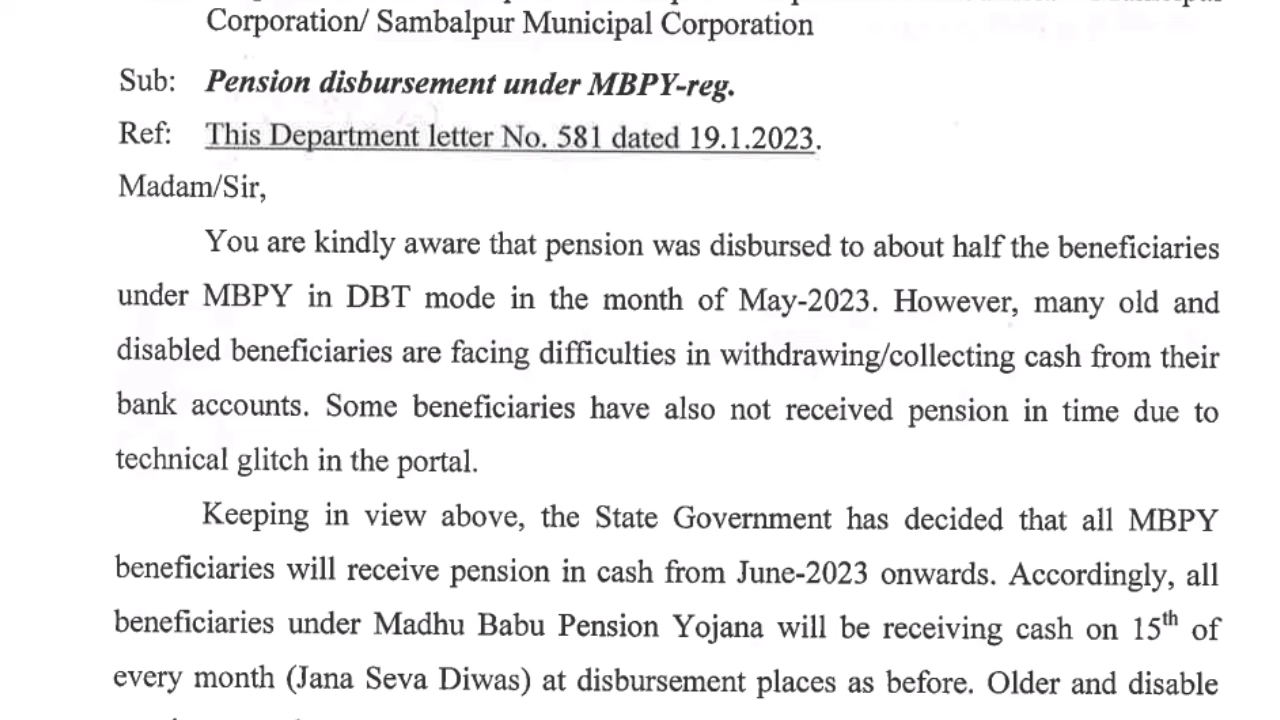 Corporation/ Sambalpur Municipal Corporation
Sub: Pension disbursement under MBPY-reg.
Ref: This Department letter No. 581 dated 19.1.2023.
Madam/Sir,
You are kindly aware that pension was disbursed to about half the beneficiaries
under MBPY in DBT mode in the month of May-2023. However, many old and
disabled beneficiaries are facing difficulties in withdrawing/collecting cash from their
bank accounts. Some beneficiaries have also not received pension in time due to
technical glitch in the portal.
Keeping in view above, the State Government has decided that all MBPY
beneficiaries will receive pension in cash from June-2023 onwards. Accordingly, all
beneficiaries under Madhu Babu Pension Yojana will be receiving cash on 15th of
every month (Jana Seva Diwas) at disbursement places as before. Older and disable